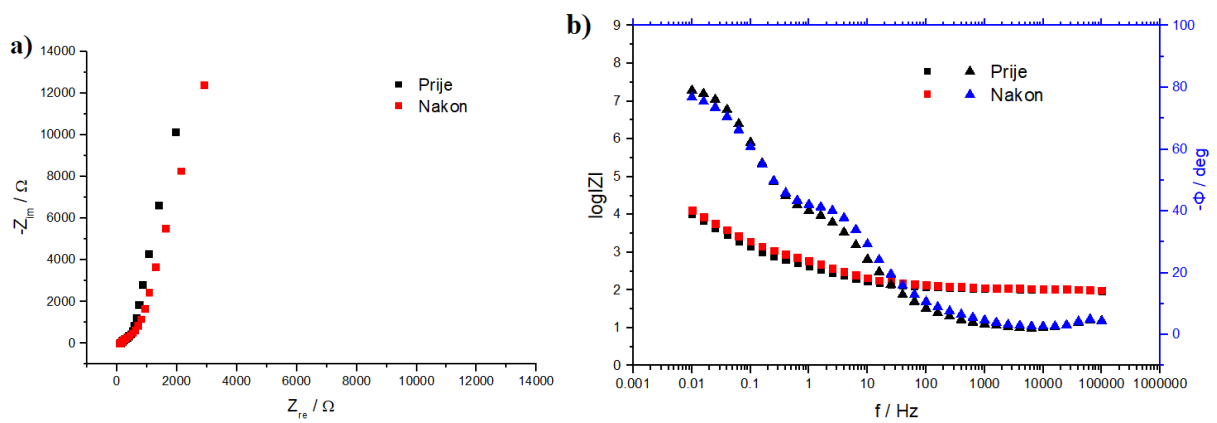 a)
14000
12000
10000
8000
6000
4000
2000
0
-Z_im / Ω
0 2000 4000 6000 8000 10000 12000 14000
Z_re / Ω
Prije
Nakon
b)
9
8
7
6
5
4
3
2
1
0
log|Z|
0.001 0.01 0.1 1 10 100 1000 10000 100000 1000000
f / Hz
Prije
Nakon
100
80
60
40
20
0
-Φ / deg